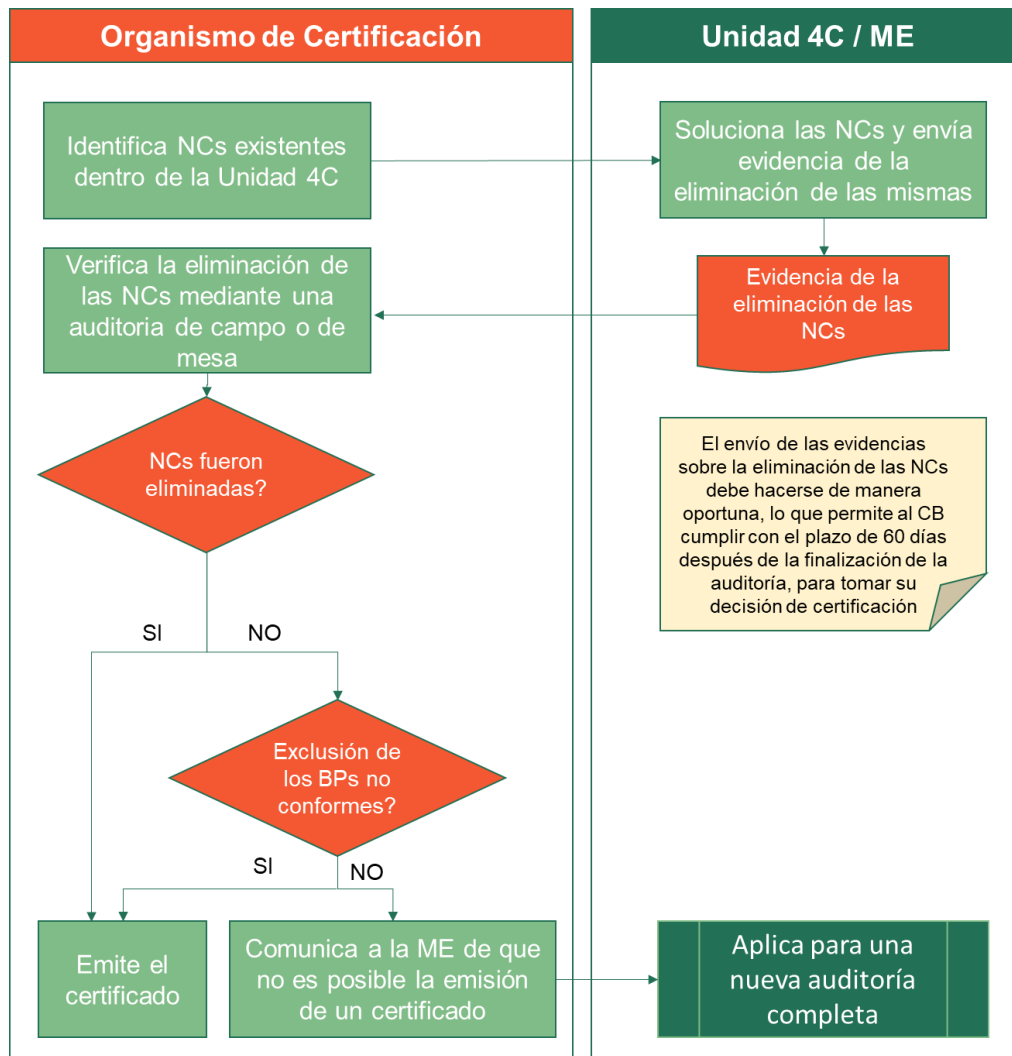 Organismo de Certificación
Unidad 4C / ME
Identifica NCs existentes
dentro de la Unidad 4C
Soluciona las NCs y envía
evidencia de la
eliminación de las mismas
Verifica la eliminación de
las NCs mediante una
auditoria de campo o de
mesa
Evidencia de la
eliminación de las
NCs
NCs fueron
eliminadas?
El envío de las evidencias
sobre la eliminación de las NCs
debe hacerse de manera
oportuna, lo que permite al CB
cumplir con el plazo de 60 días
después de la finalización de la
auditoría, para tomar su
decisión de certificación
SI
NO
Exclusión de
los BPs no
conformes?
SI
NO
Emite el
certificado
Comunica a la ME de que
no es posible la emisión
de un certificado
Aplica para una
nueva auditoría
completa